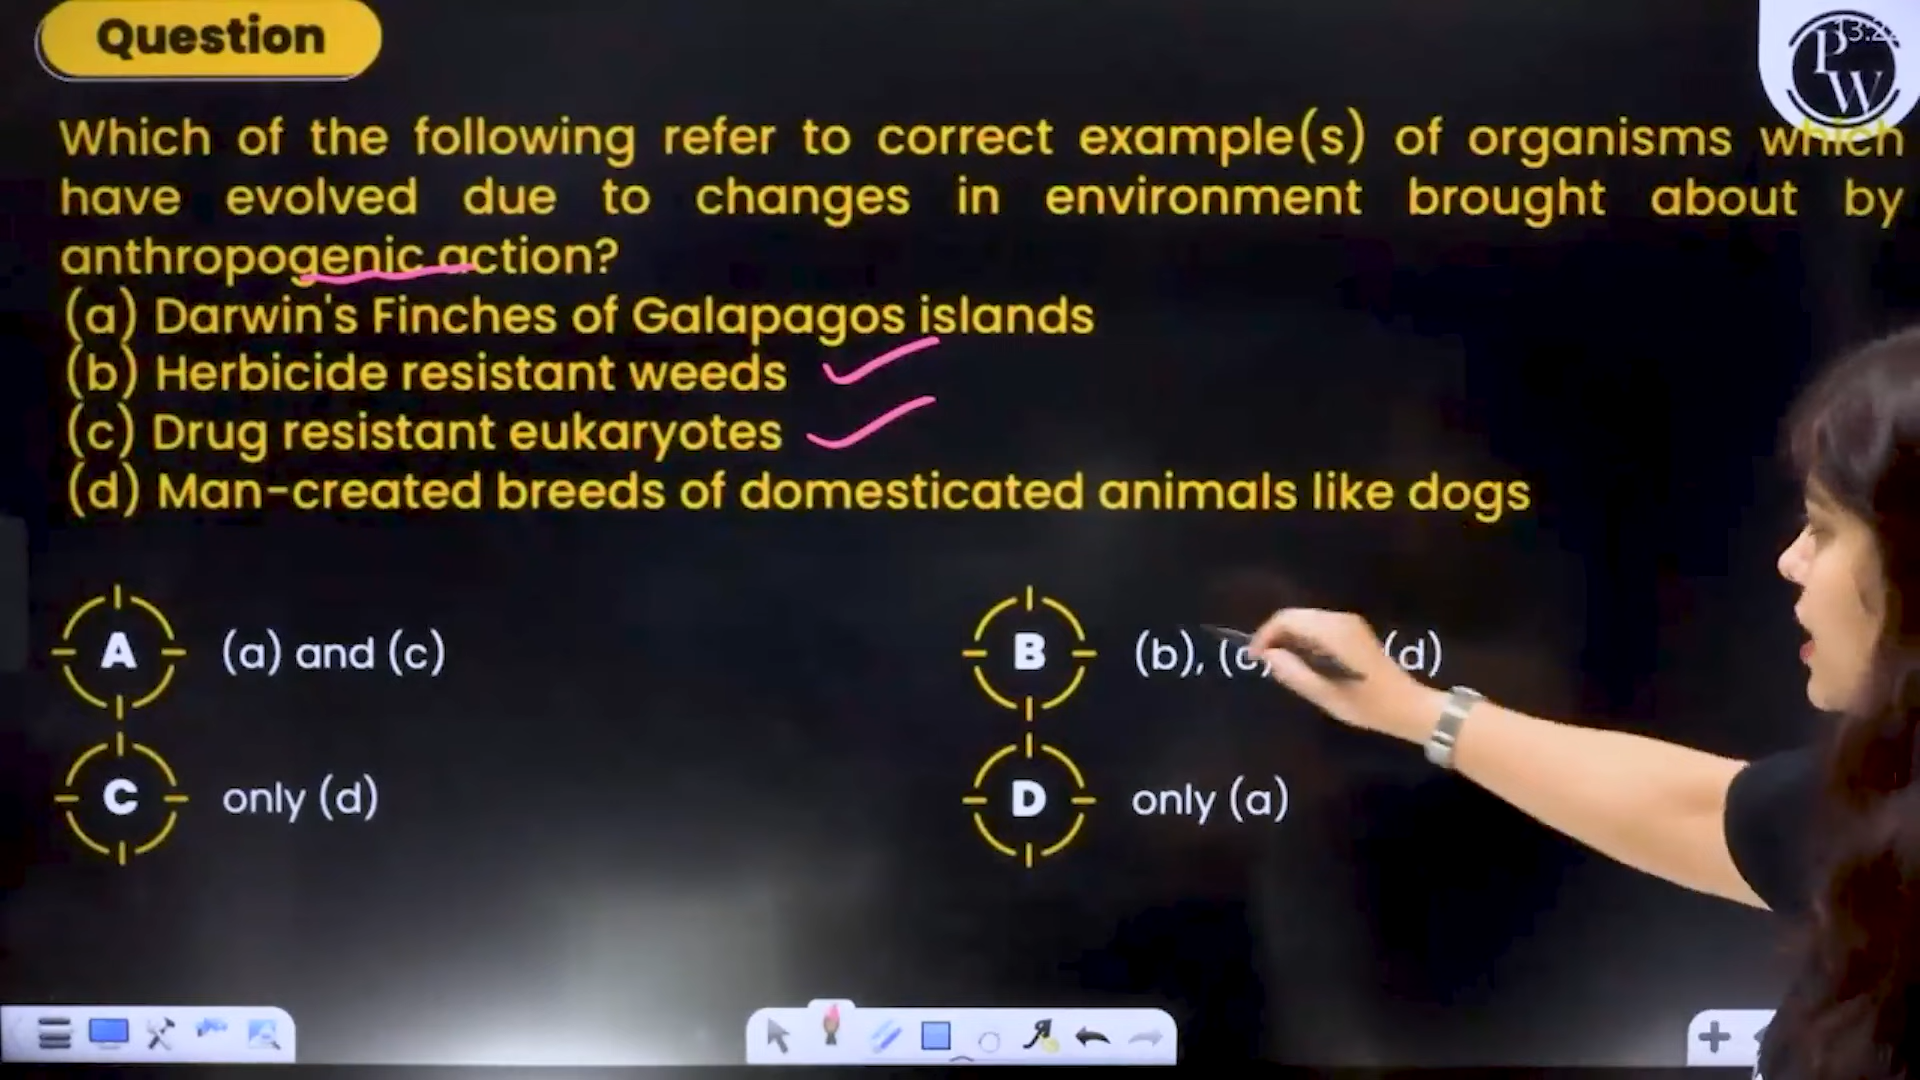 Question
Which of the following refer to correct example(s) of organisms which
have evolved due to changes in environment brought about by
anthropogenic action?
(a) Darwin's Finches of Galapagos islands
(b) Herbicide resistant weeds
(c) Drug resistant eukaryotes
(d) Man-created breeds of domesticated animals like dogs
A (a) and (c)
B (b), (c) (d)
C only (d)
D only (a)
PW